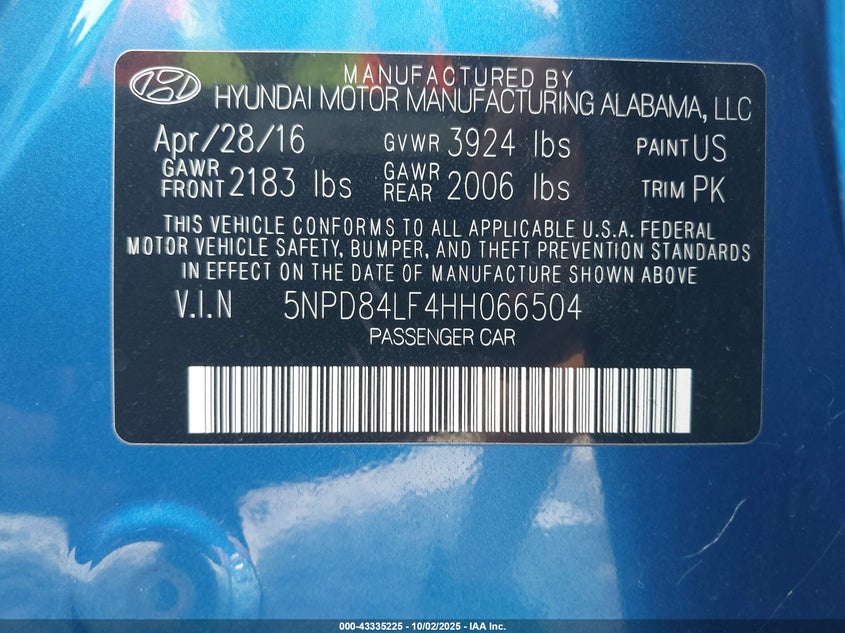 MANUFACTURED BY
HYUNDAI MOTOR MANUFACTURING ALABAMA, LLC
Apr/28/16 GVWR 3924 lbs PAINT US
GAWR FRONT 2183 lbs GAWR REAR 2006 lbs TRIM PK
THIS VEHICLE CONFORMS TO ALL APPLICABLE U.S.A. FEDERAL
MOTOR VEHICLE SAFETY, BUMPER, AND THEFT PREVENTION STANDARDS
IN EFFECT ON THE DATE OF MANUFACTURE SHOWN ABOVE
V.I.N 5NPD84LF4HH066504
PASSENGER CAR
000-43335225 - 10/02/2025 - IAA Inc.